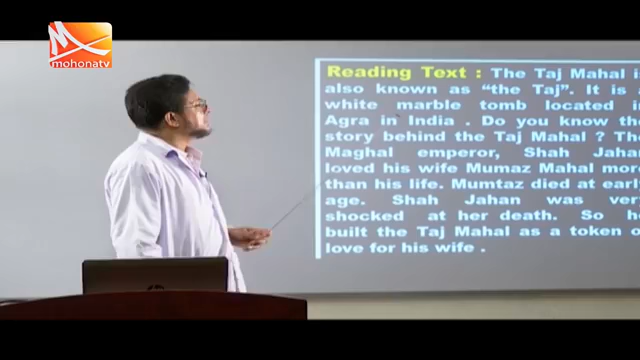 mohonatv
Reading Text : The Taj Mahal i
also known as "the Taj". It is
white marble tomb located i
Agra in India . Do you know the
story behind the Taj Mahal ? The
Maghal emperor, Shah Jahan
loved his wife Mumaz Mahal more
than his life. Mumtaz died at early
age. Shah Jahan was very
shocked at her death. So he
built the Taj Mahal as a token o
love for his wife .